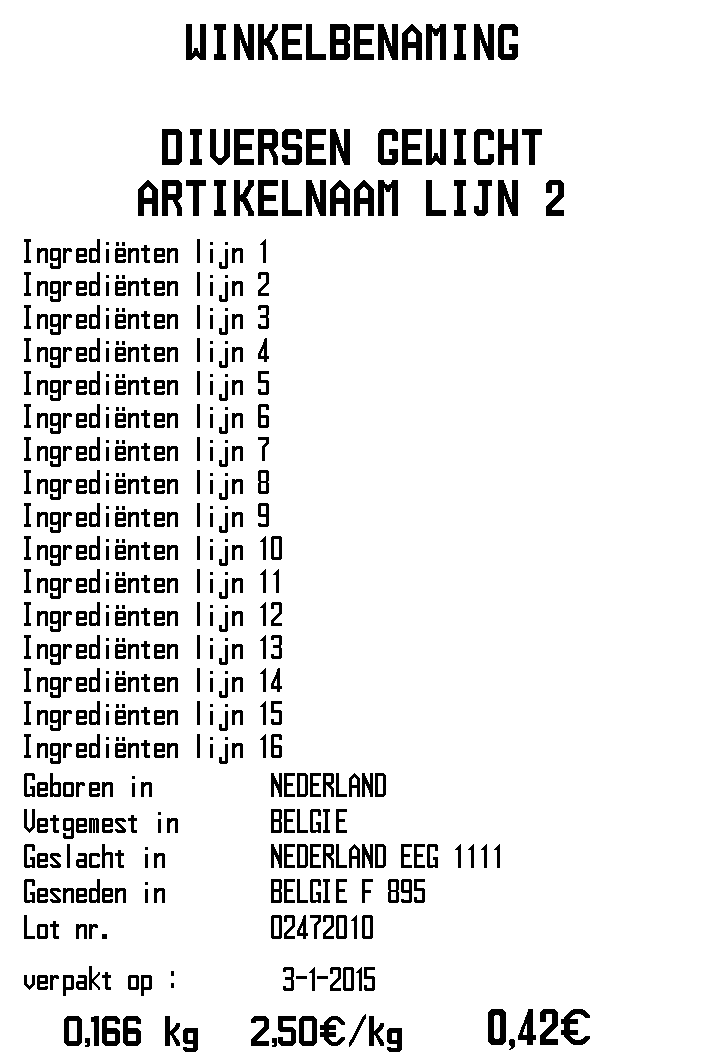 WINKELBENAMING
DIVERSEN GEWICHT
ARTIKELNAAM LIJN 2
Ingrediënten lijn 1
Ingrediënten lijn 2
Ingrediënten lijn 3
Ingrediënten lijn 4
Ingrediënten lijn 5
Ingrediënten lijn 6
Ingrediënten lijn 7
Ingrediënten lijn 8
Ingrediënten lijn 9
Ingrediënten lijn 10
Ingrediënten lijn 11
Ingrediënten lijn 12
Ingrediënten lijn 13
Ingrediënten lijn 14
Ingrediënten lijn 15
Ingrediënten lijn 16
Geboren in NEDERLAND
Vetgemest in BELGIE
Geslacht in NEDERLAND EEG 1111
Gesneden in BELGIE F 895
Lot nr. 02472010
verpakt op : 3-1-2015
0,166 kg 2,50€/kg 0,42€